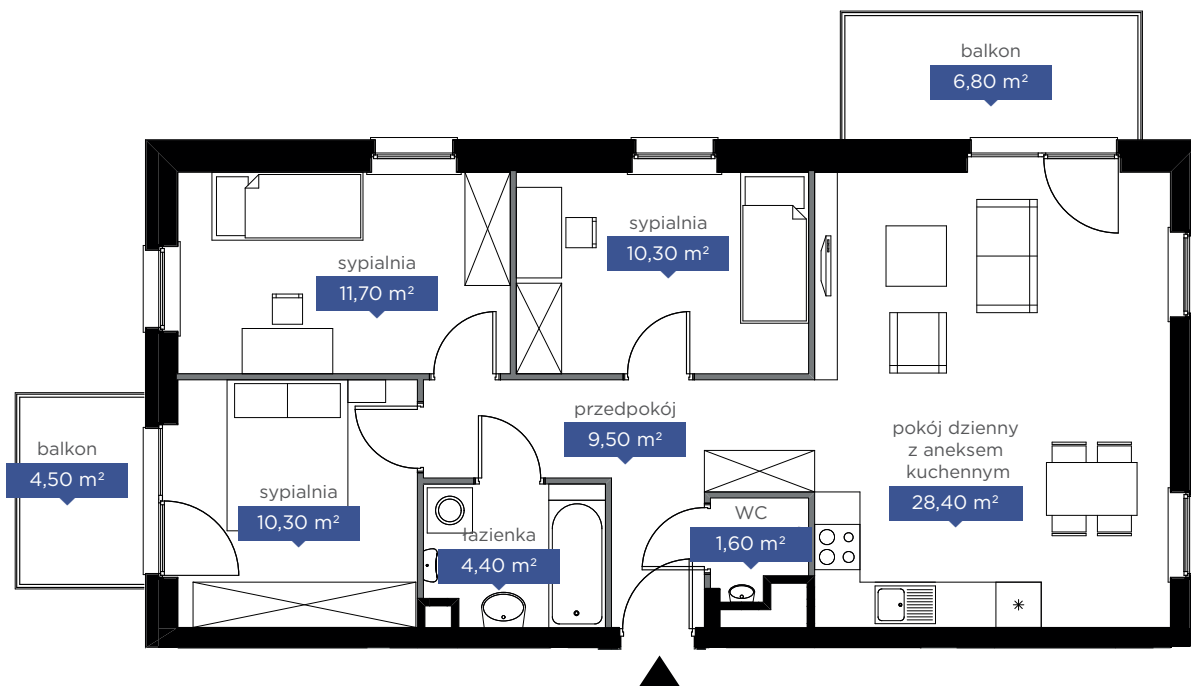 balkon
6,80 m²
sypialnia
11,70 m²
sypialnia
10,30 m²
balkon
4,50 m²
sypialnia
10,30 m²
przedpokój
9,50 m²
łazienka
4,40 m²
WC
1,60 m²
pokój dzienny
z aneksem
kuchennym
28,40 m²